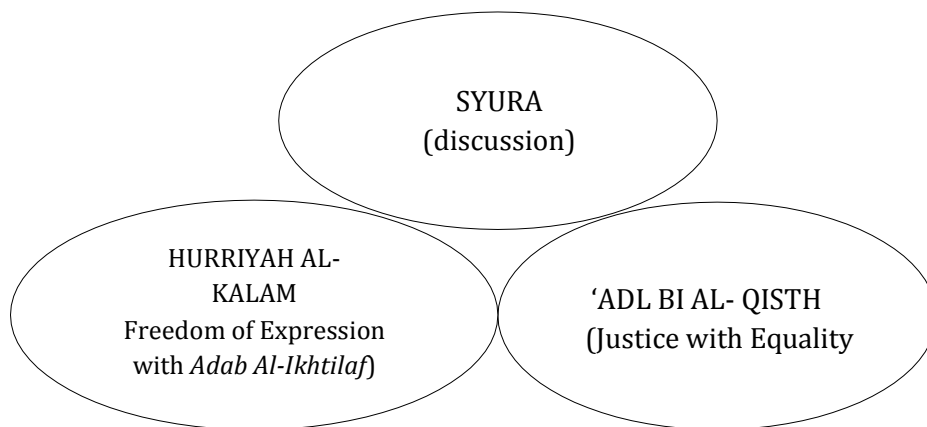 SYURA
(discussion)
HURRIYAH AL-
KALAM
Freedom of Expression
with Adab Al-Ikhtilaf)
‘ADL BI AL- QISTH
(Justice with Equality